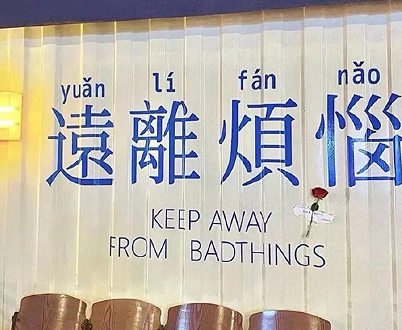 yuǎn lí fán nǎo
遠離煩惱
KEEP AWAY
FROM BADTHINGS